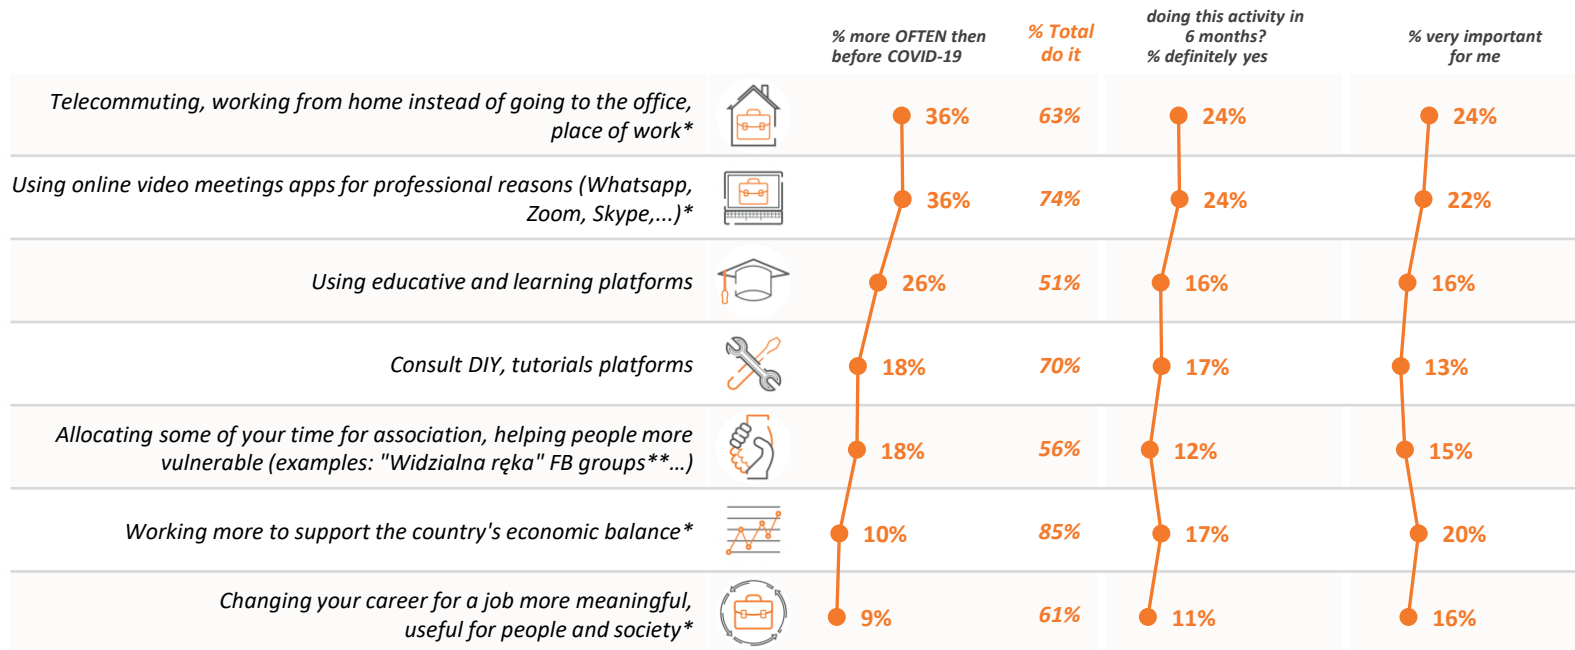 % more OFTEN then
before COVID-19
% Total
do it
doing this activity in
6 months?
% definitely yes
% very important
for me
Telecommuting, working from home instead of going to the office,
place of work*
36%
63%
24%
24%
Using online video meetings apps for professional reasons (Whatsapp,
Zoom, Skype,...)*
36%
74%
24%
22%
Using educative and learning platforms
26%
51%
16%
16%
Consult DIY, tutorials platforms
18%
70%
17%
13%
Allocating some of your time for association, helping people more
vulnerable (examples: "Widzialna ręka" FB groups**…)
18%
56%
12%
15%
Working more to support the country's economic balance*
10%
85%
17%
20%
Changing your career for a job more meaningful,
useful for people and society*
9%
61%
11%
16%